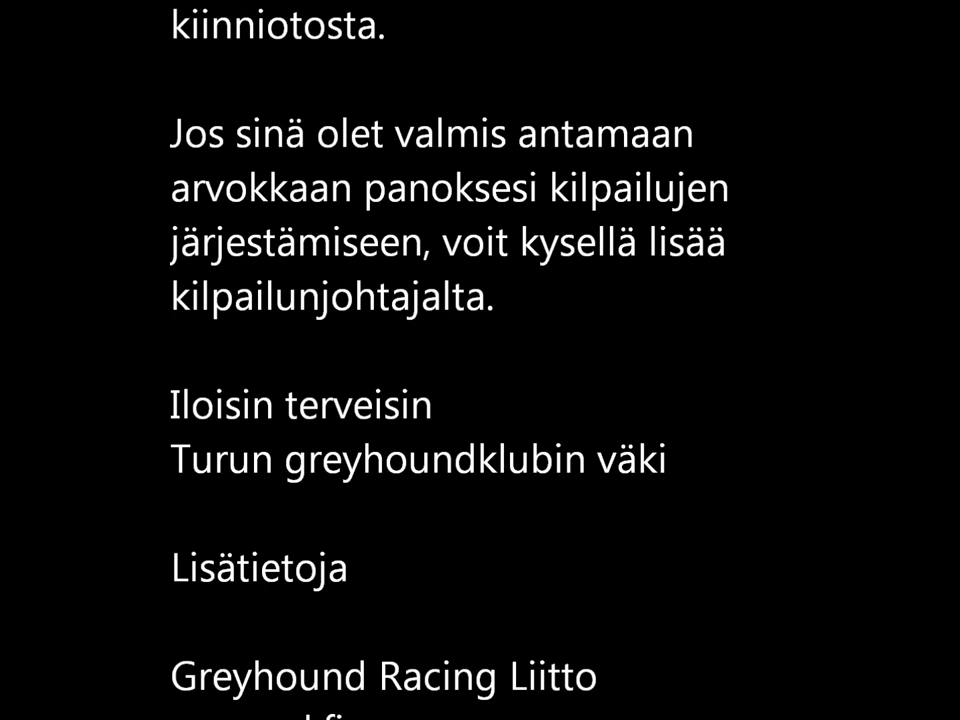 kiinniotosta.
Jos sinä olet valmis antamaan
arvokkaan panoksesi kilpailujen
järjestämiseen, voit kysellä lisää
kilpailunjohtajalta.
Iloisin terveisin
Turun greyhoundklubin väki
Lisätietoja
Greyhound Racing Liitto